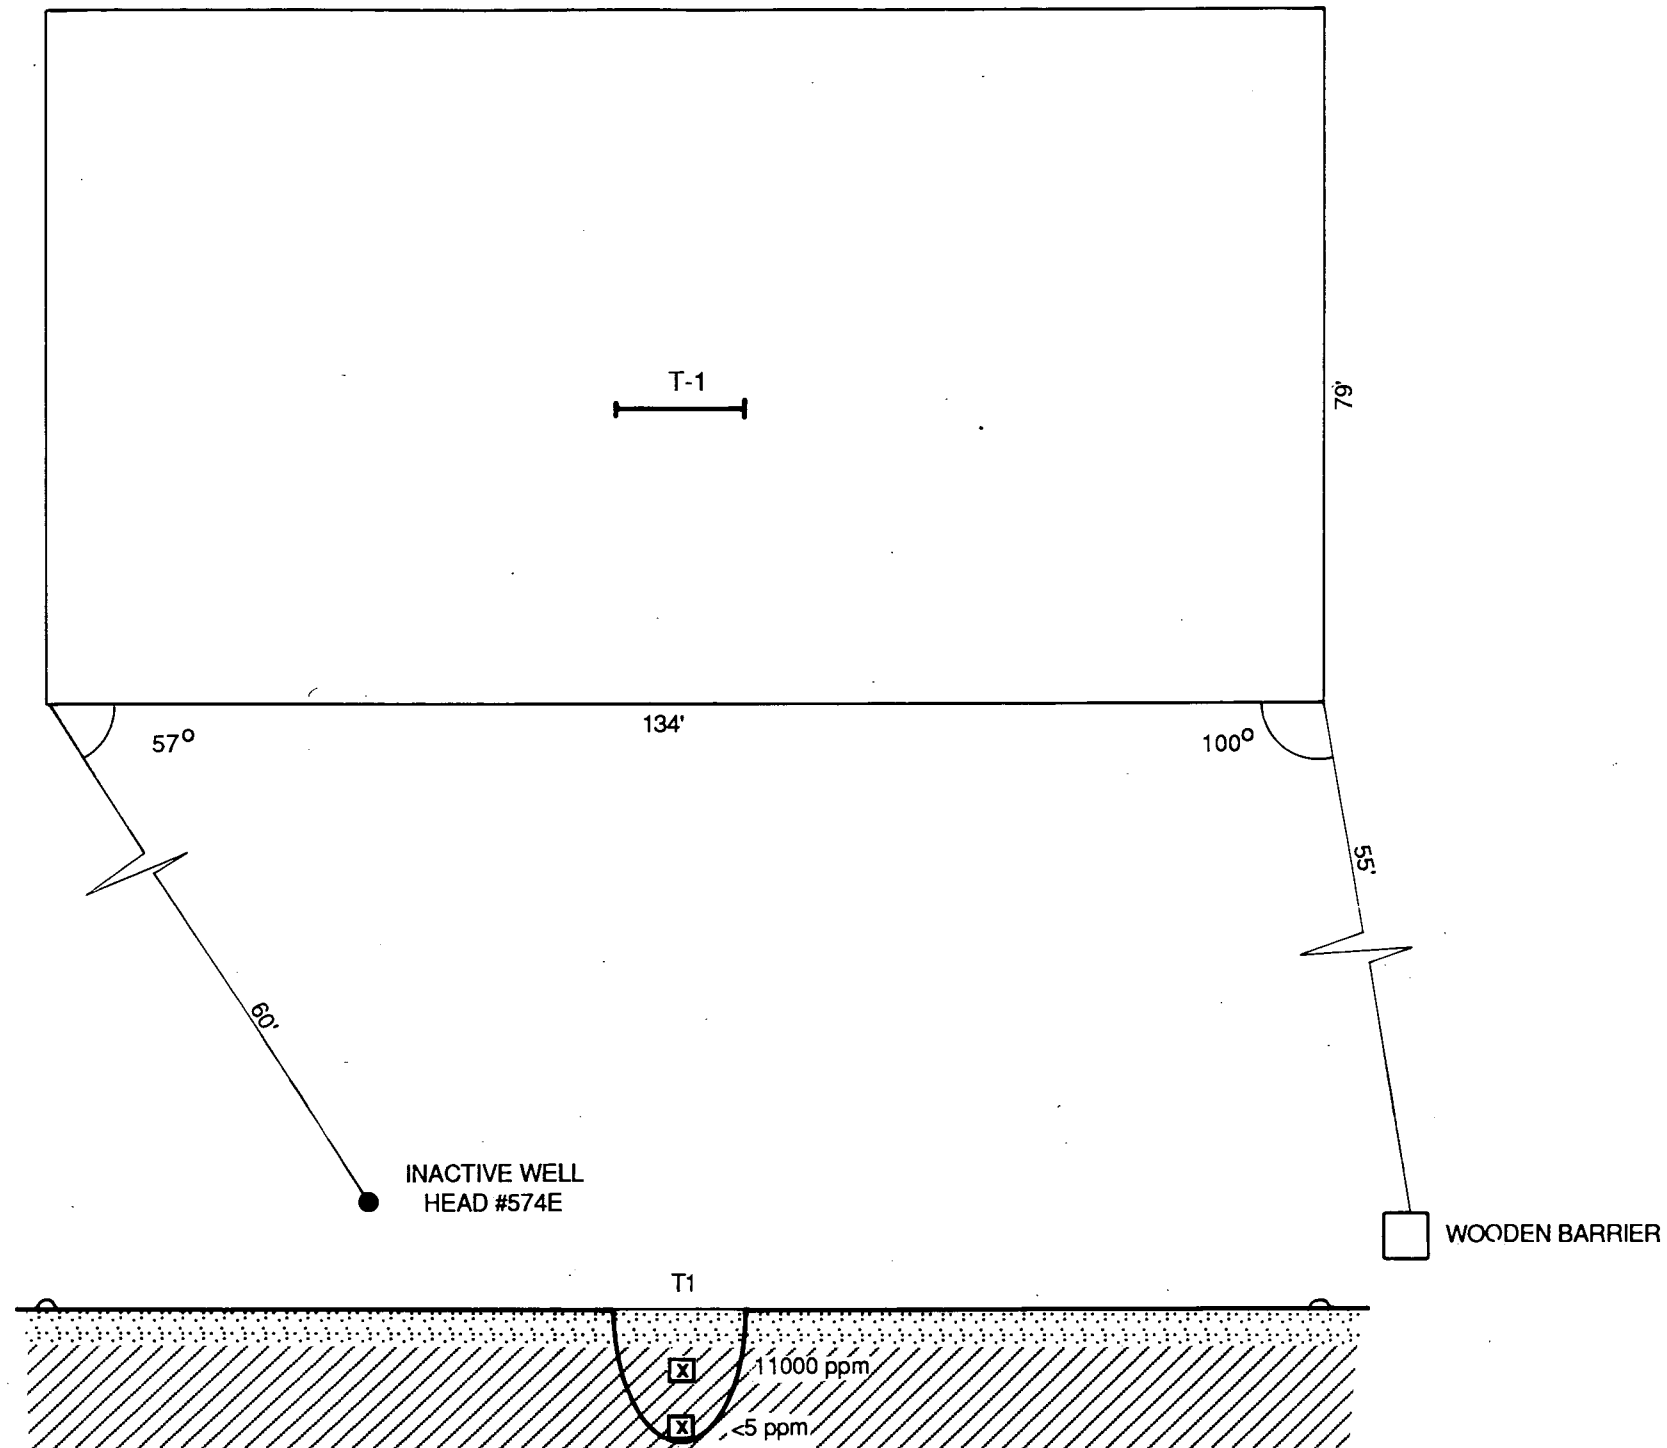 T-1
79'
134'
57°
100°
55'
60'
INACTIVE WELL
HEAD #574E
WOODEN BARRIER
T1
X
11000 ppm
X
<5 ppm